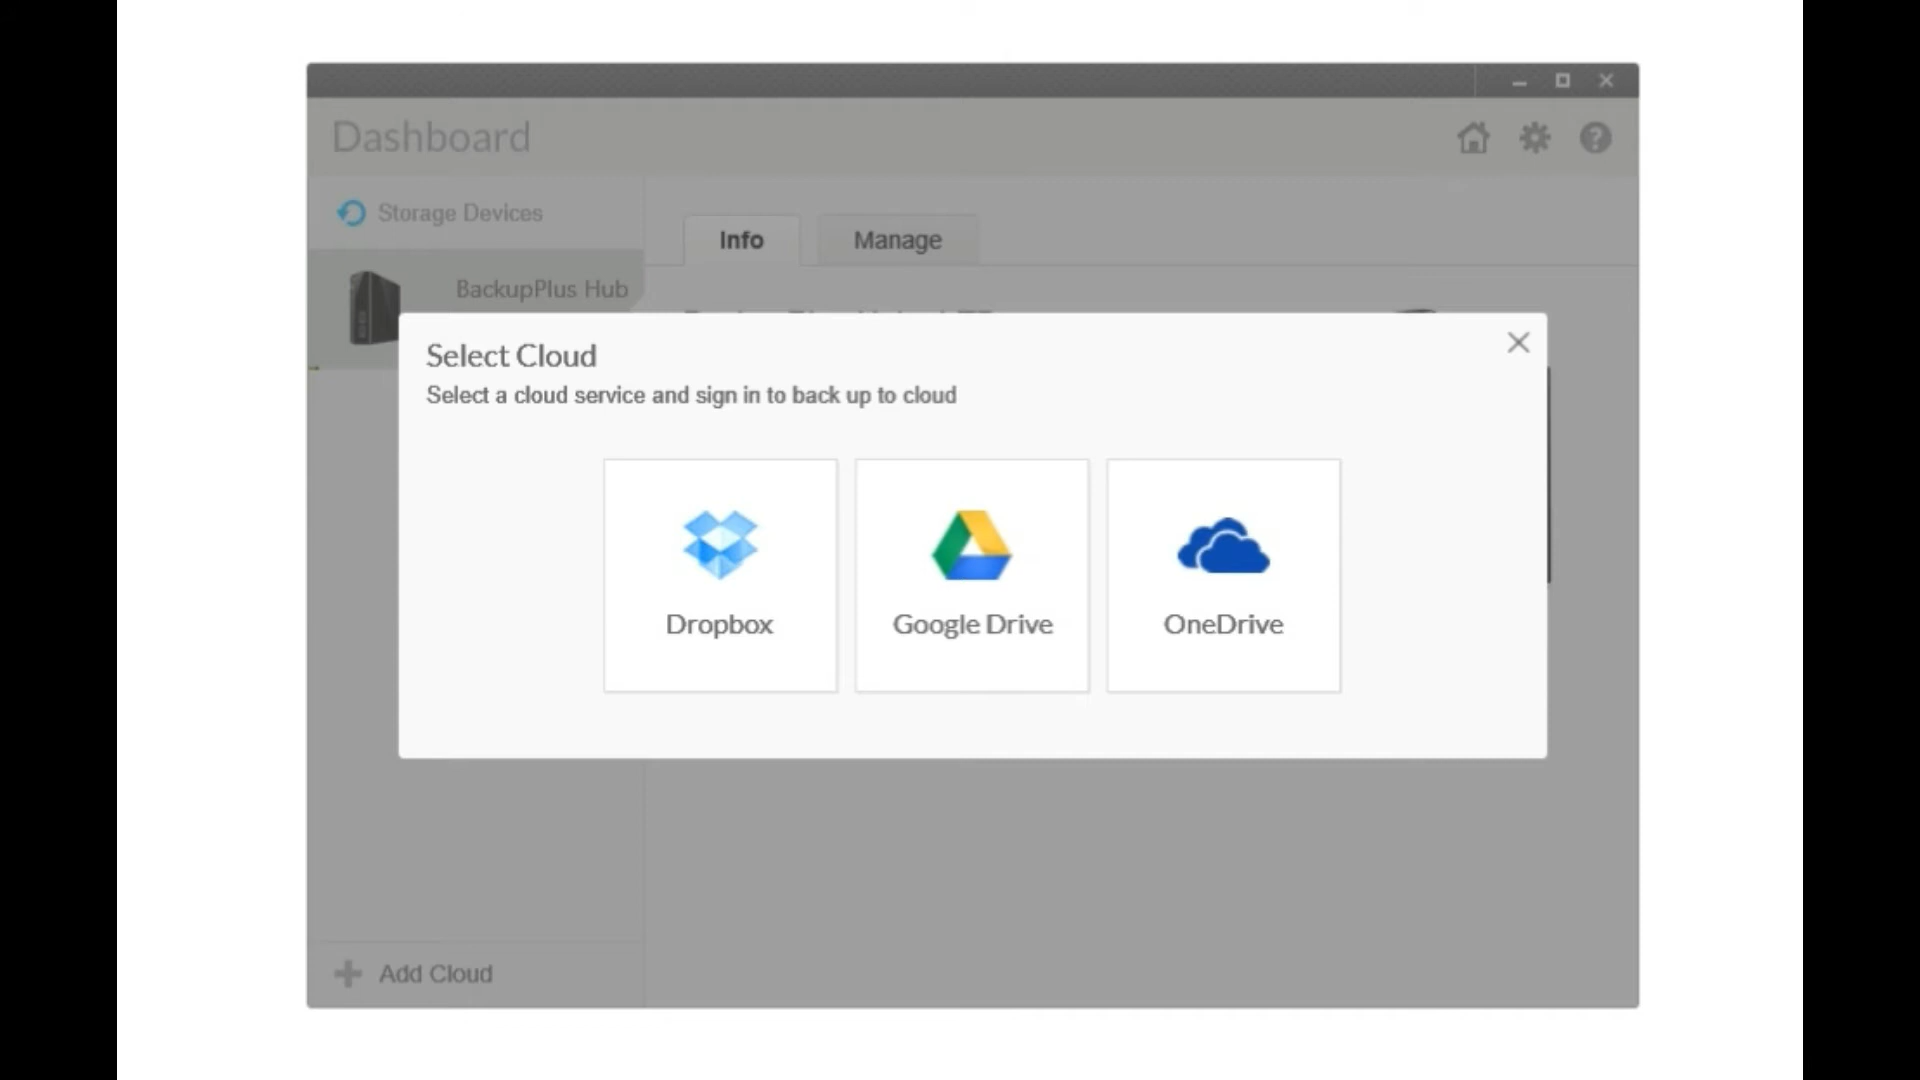 Dashboard
Storage Devices
Info
Manage
BackupPlus Hub
Select Cloud
Select a cloud service and sign in to back up to cloud
Dropbox
Google Drive
OneDrive
Add Cloud